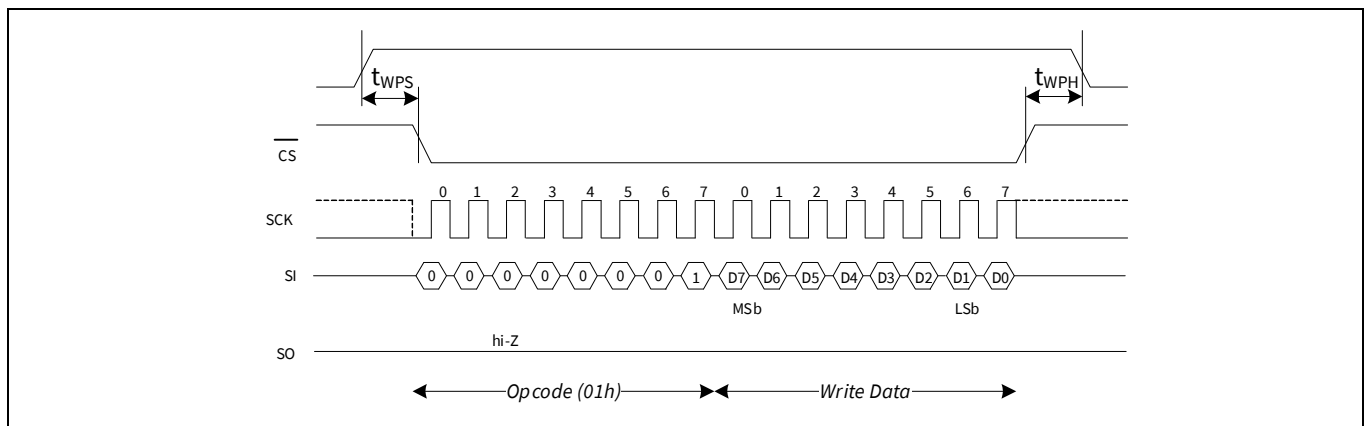 tWPS
tWPH
CS
0 1 2 3 4 5 6 7 0 1 2 3 4 5 6 7
SCK
SI 0 0 0 0 0 0 0 1 D7 D6 D5 D4 D3 D2 D1 D0
MSb LSb
hi-Z
SO
Opcode (01h) Write Data